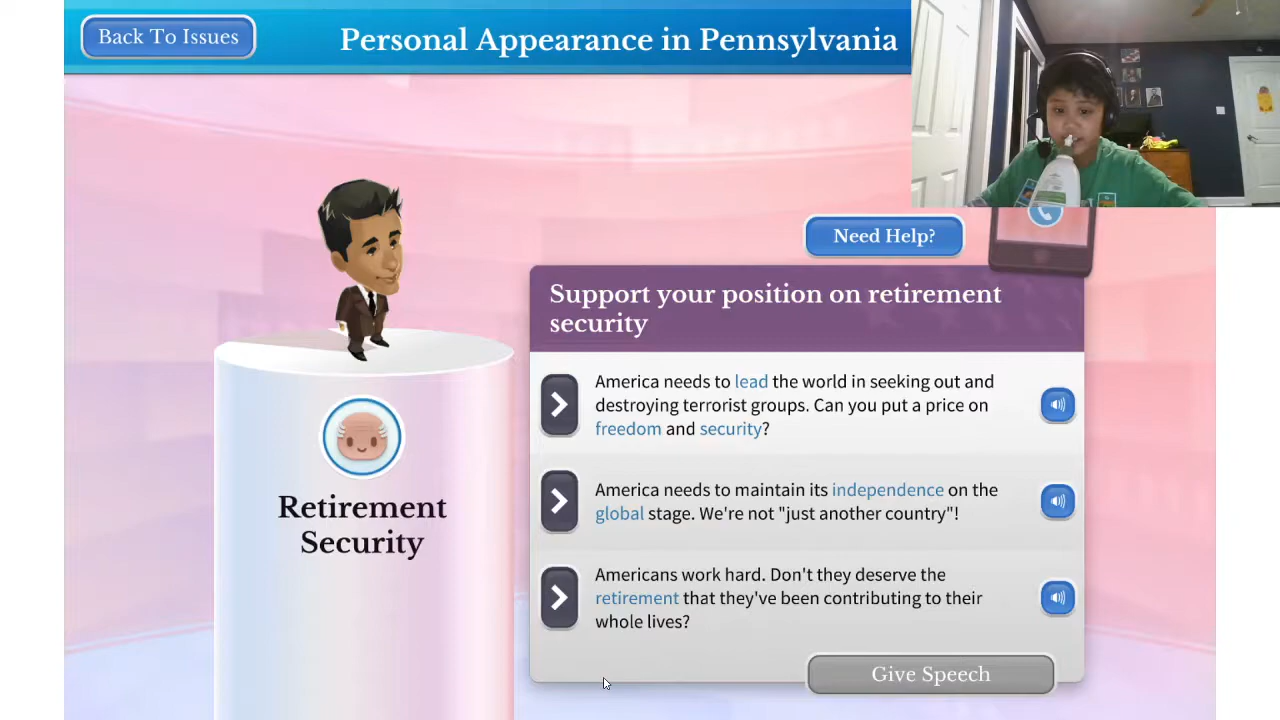 Back To Issues
Personal Appearance in Pennsylvania
Need Help?
Support your position on retirement
security
America needs to lead the world in seeking out and
destroying terrorist groups. Can you put a price on
freedom and security?
America needs to maintain its independence on the
global stage. We're not "just another country"!
Americans work hard. Don't they deserve the
retirement that they've been contributing to their
whole lives?
Give Speech
Retirement
Security